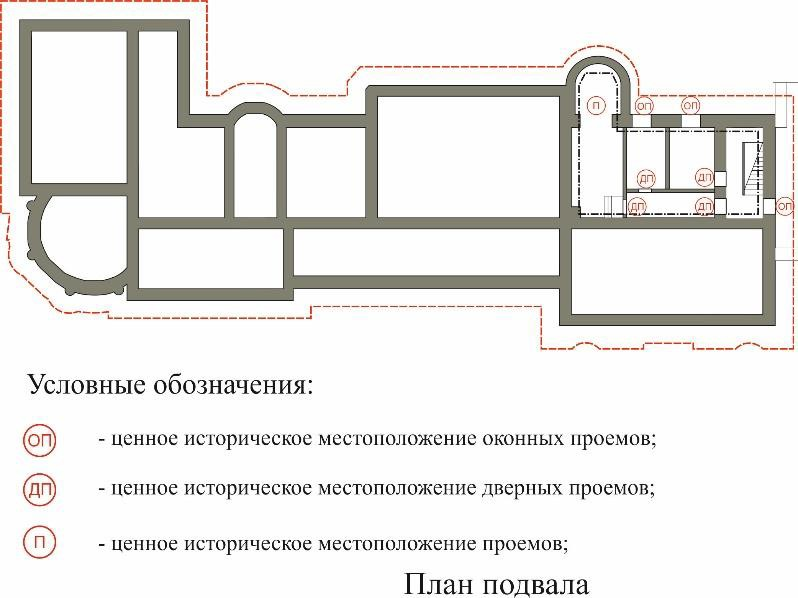 П ОП ОП
ДП ДП
ДП ДП ОП
Условные обозначения:
ОП - ценное историческое местоположение оконных проемов;
ДП - ценное историческое местоположение дверных проемов;
П - ценное историческое местоположение проемов;
План подвала